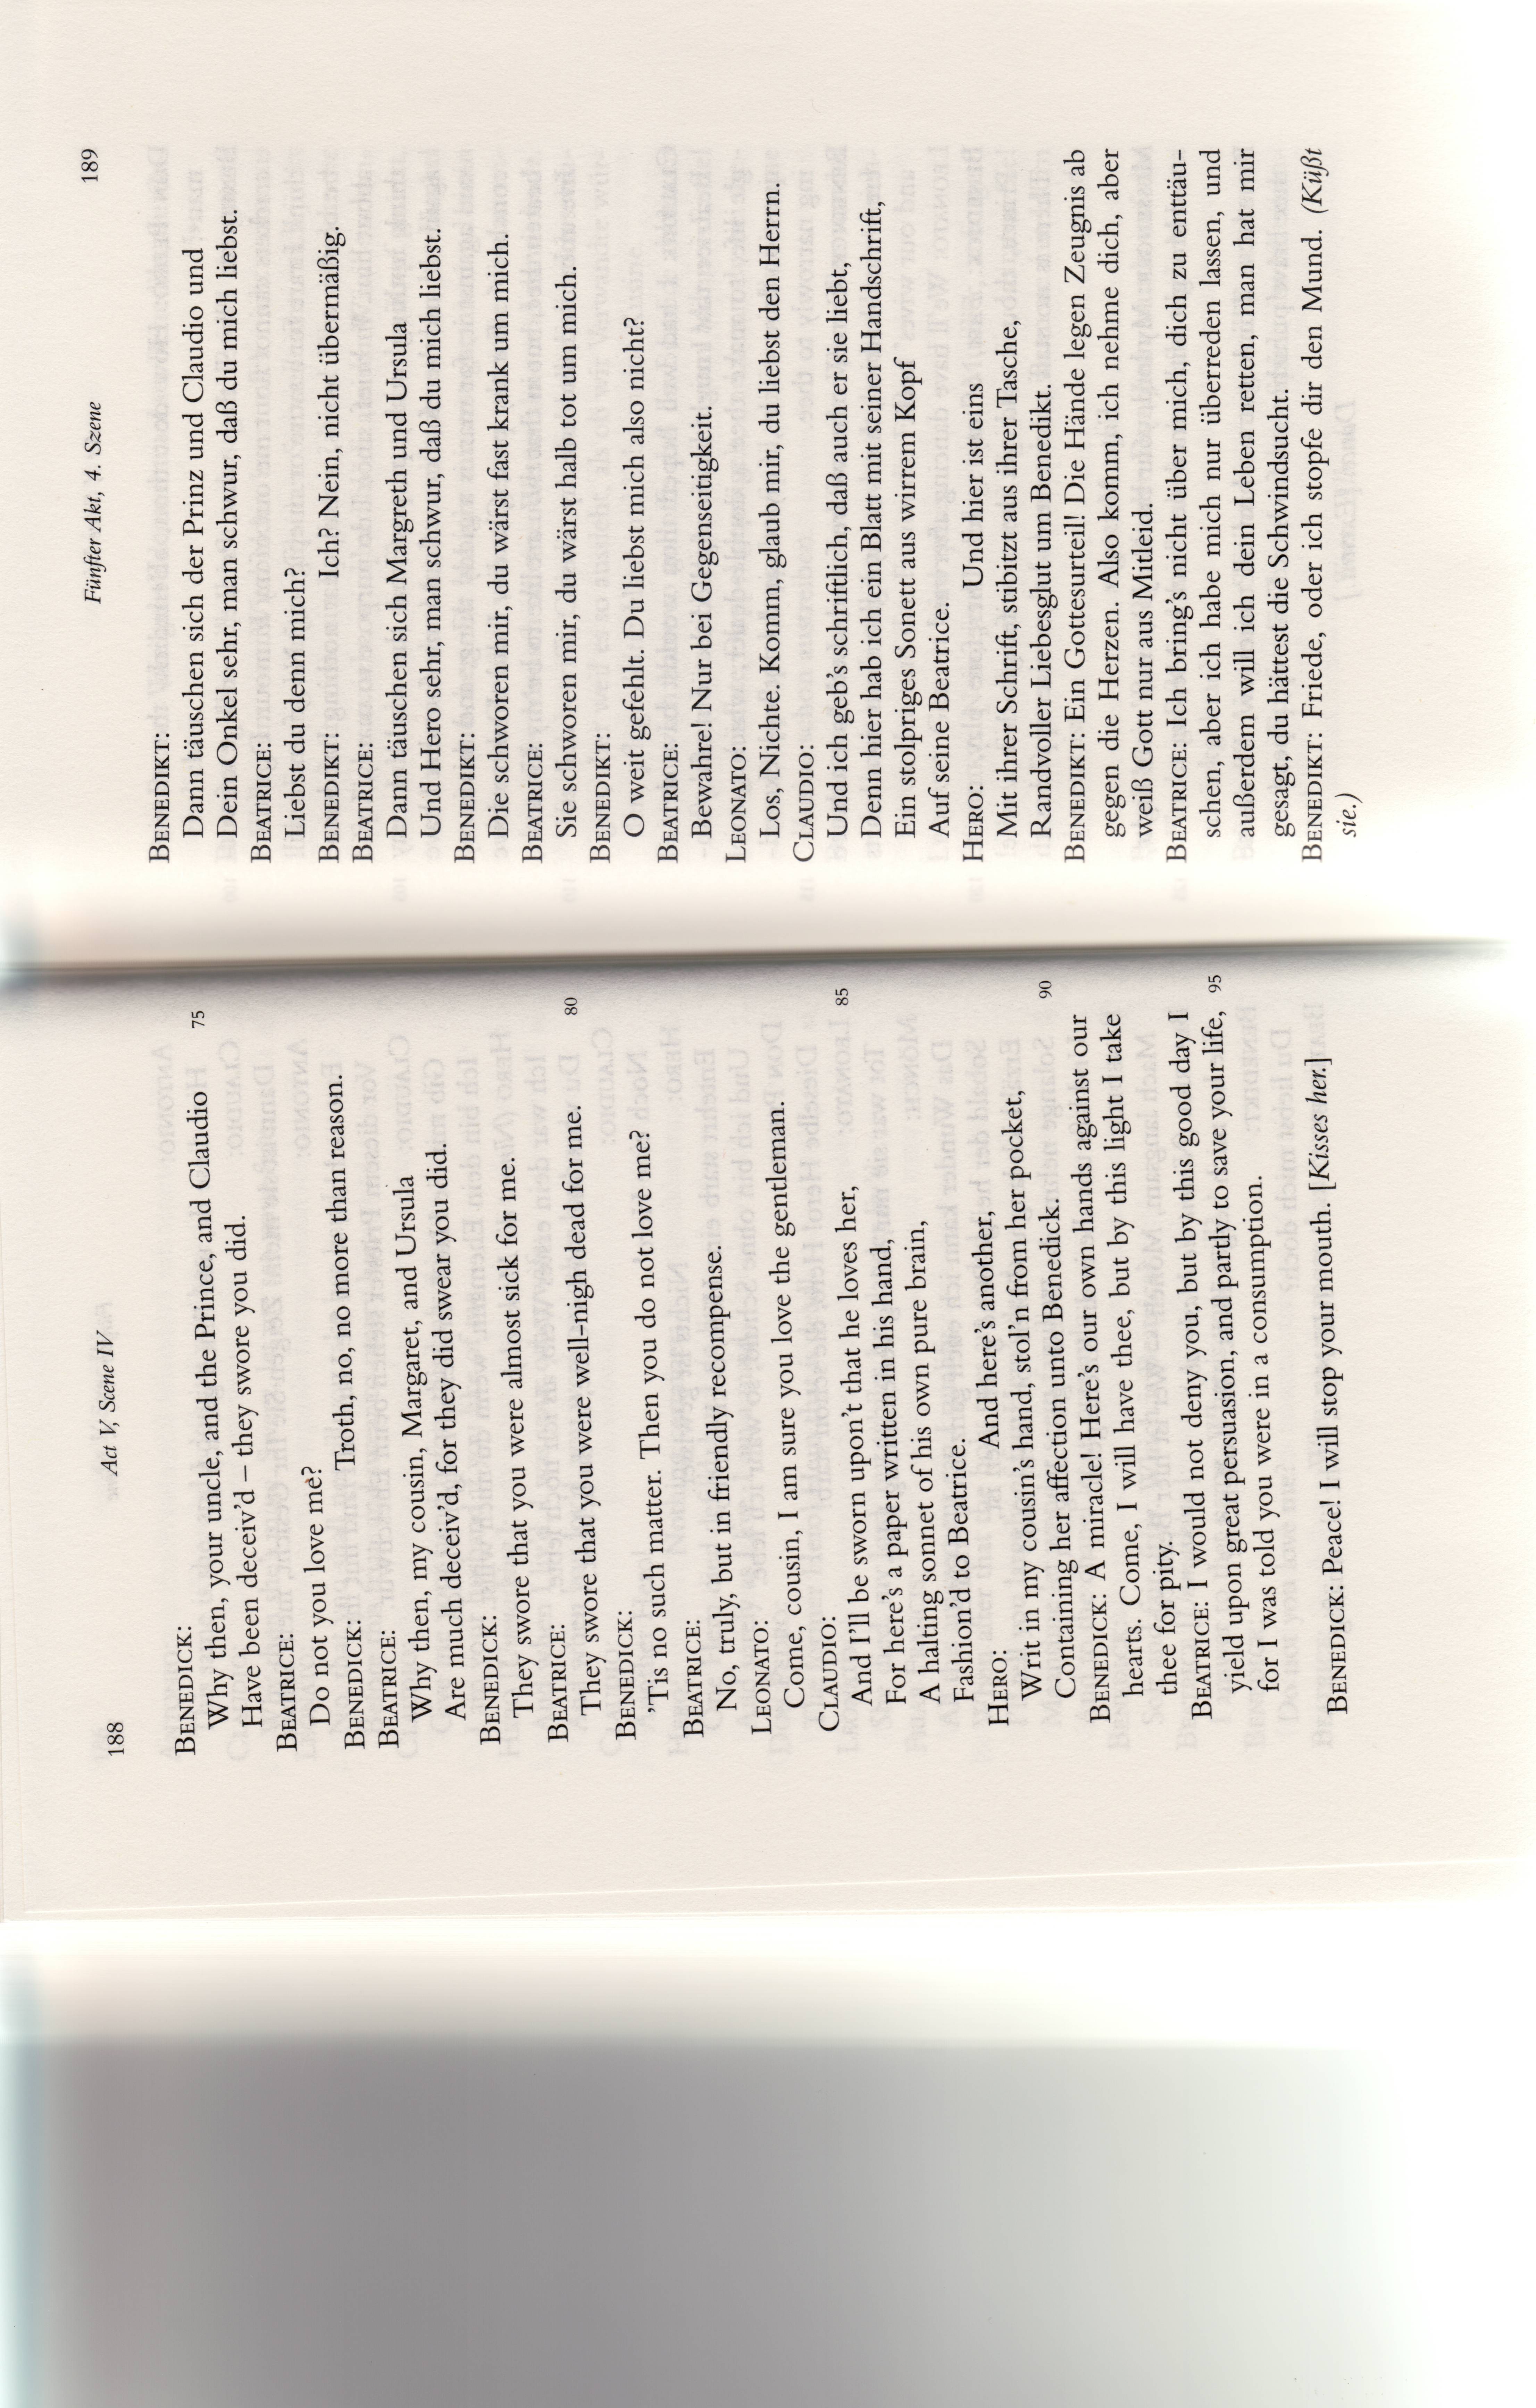 188
Act V, Scene IV
BENEDICK:
Why then, your uncle, and the Prince, and Claudio 75
Have been deceiv'd – they swore you did.
BEATRICE:
Do not you love me?
BENEDICK: Troth, no, no more than reason.
BEATRICE:
Why then, my cousin, Margaret, and Ursula
Are much deceiv'd, for they did swear you did.
BENEDICK:
They swore that you were almost sick for me.
BEATRICE:
They swore that you were well-nigh dead for me. 80
BENEDICK:
'Tis no such matter. Then you do not love me?
BEATRICE:
No, truly, but in friendly recompense.
LEONATO:
Come, cousin, I am sure you love the gentleman.
CLAUDIO:
And I'll be sworn upon't that he loves her,
For here's a paper written in his hand, 85
A halting sonnet of his own pure brain,
Fashion'd to Beatrice.
HERO: And here's another,
Writ in my cousin's hand, stol'n from her pocket,
Containing her affection unto Benedick.
BENEDICK: A miracle! Here's our own hands against our 90
hearts. Come, I will have thee, but by this light I take
thee for pity.
BEATRICE: I would not deny you, but by this good day I
yield upon great persuasion, and partly to save your life,
for I was told you were in a consumption. 95
BENEDICK: Peace! I will stop your mouth. [Kisses her.]
Fünfter Akt, 4. Szene
189
BENEDIKT:
Dann täuschen sich der Prinz und Claudio und
Dein Onkel sehr, man schwur, daß du mich liebst.
BEATRICE:
Liebst du denn mich?
BENEDIKT: Ich? Nein, nicht übermäßig.
BEATRICE:
Dann täuschen sich Margreth und Ursula
Und Hero sehr, man schwur, daß du mich liebst.
BENEDIKT:
Die schworen mir, du wärst fast krank um mich.
BEATRICE:
Sie schworen mir, du wärst halb tot um mich.
BENEDIKT:
O weit gefehlt. Du liebst mich also nicht?
BEATRICE:
Bewahre! Nur bei Gegenseitigkeit.
LEONATO:
Los, Nichte. Komm, glaub mir, du liebst den Herrn.
CLAUDIO:
Und ich geb's schriftlich, daß auch er sie liebt,
Denn hier hab ich ein Blatt mit seiner Handschrift,
Ein stolpriges Sonett aus wirrem Kopf
Auf seine Beatrice.
HERO: Und hier ist eins
Mit ihrer Schrift, stibitzt aus ihrer Tasche,
Randvoller Liebesglut um Benedikt.
BENEDIKT: Ein Gottesurteil! Die Hände legen Zeugnis ab
gegen die Herzen. Also komm, ich nehme dich, aber
weiß Gott nur aus Mitleid.
BEATRICE: Ich bring's nicht über mich, dich zu enttäu-
schen, aber ich habe mich nur überreden lassen, und
außerdem will ich dein Leben retten, man hat mir
gesagt, du hättest die Schwindsucht.
BENEDIKT: Friede, oder ich stopfe dir den Mund. (Küßt
sie.)